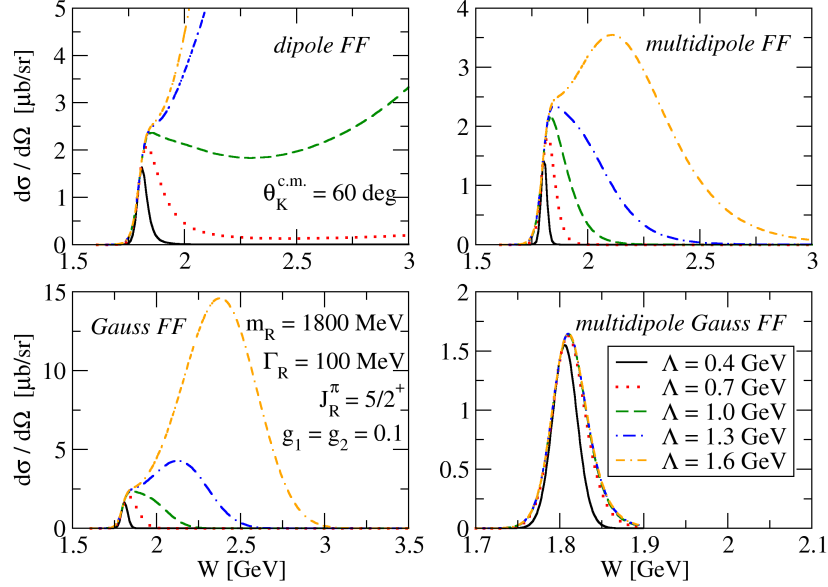 dipole FF
dσ / dΩ [μb/sr]
θ_K^{c.m.} = 60 deg
5
4
3
2
1
0
1.5
2
2.5
3
multidipole FF
4
3
2
1
0
1.5
2
2.5
3
Gauss FF
m_R = 1800 MeV
Γ_R = 100 MeV
J_R^π = 5/2^+
g_1 = g_2 = 0.1
dσ / dΩ [μb/sr]
15
10
5
0
1.5
2
2.5
3
3.5
W [GeV]
multidipole Gauss FF
Λ = 0.4 GeV
Λ = 0.7 GeV
Λ = 1.0 GeV
Λ = 1.3 GeV
Λ = 1.6 GeV
2
1.5
1
0.5
0
1.7
1.8
1.9
2
2.1
W [GeV]